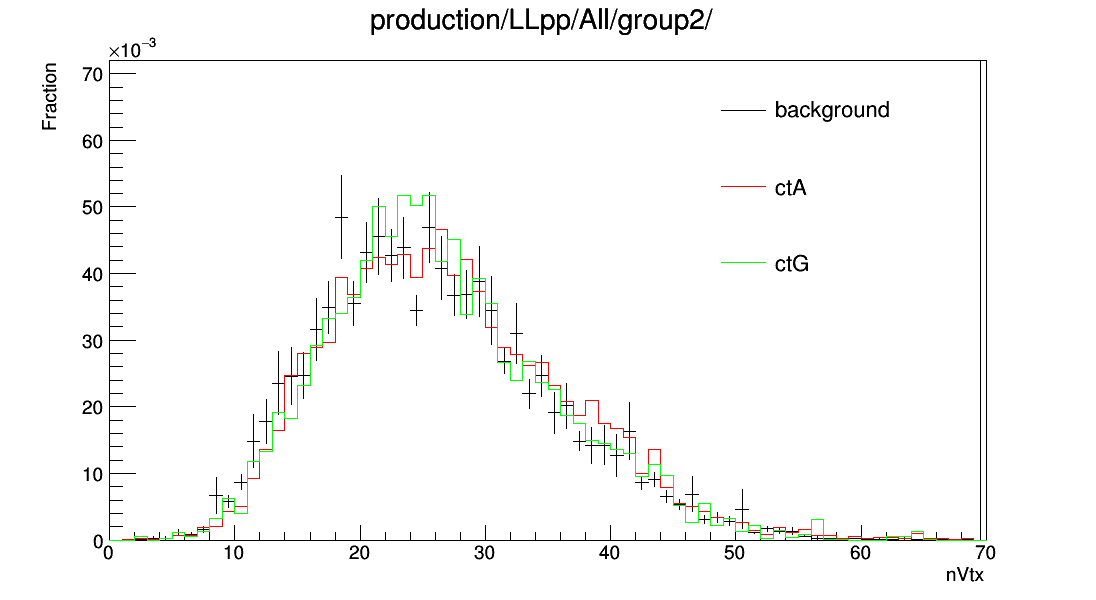 production/LLpp/All/group2/
×10⁻³
Fraction
70
60
50
40
30
20
10
0
background
ctA
ctG
0 10 20 30 40 50 60 70
nVtx